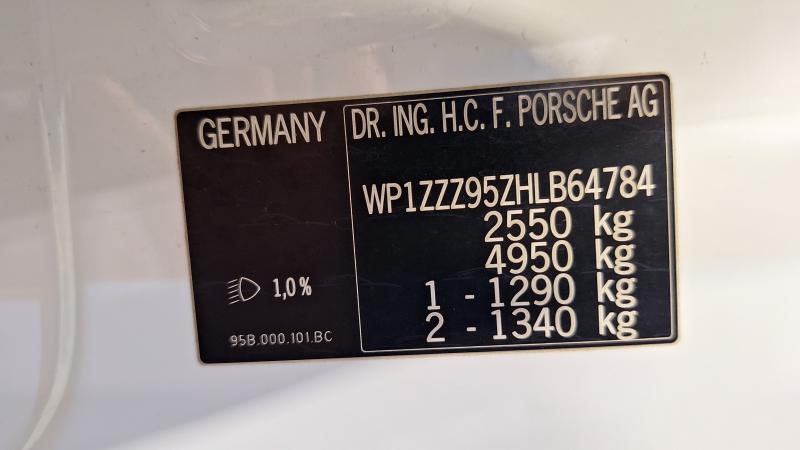 GERMANY
DR. ING. H.C. F. PORSCHE AG
WP1ZZZ95ZHLB64784
2550 kg
4950 kg
1 - 1290 kg
2 - 1340 kg
1,0%
95B.000.101.BC